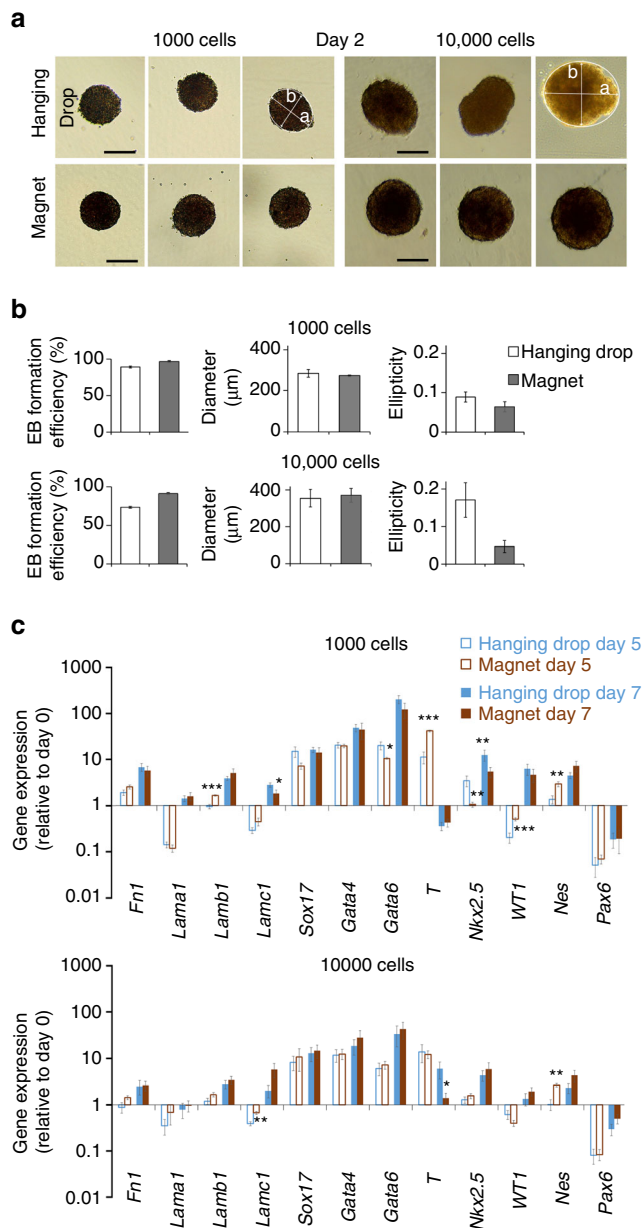 a
1000 cells Day 2 10,000 cells
Hanging
Drop
b
a
b
a
Magnet
b
1000 cells
EB formation
efficiency (%)
100
50
0
Diameter
(µm)
400
200
0
Ellipticity
0.2
0.1
0
Hanging drop
Magnet
10,000 cells
EB formation
efficiency (%)
100
50
0
Diameter
(µm)
400
200
0
Ellipticity
0.2
0.1
0
c
1000 cells
Hanging drop day 5
Magnet day 5
Hanging drop day 7
Magnet day 7
Gene expression
(relative to day 0)
1000
100
10
1
0.1
0.01
*** * * *** ** ** *** **
Fn1 Lama1 Lamb1 Lamc1 Sox17 Gata4 Gata6 T Nkx2.5 WT1 Nes Pax6
10000 cells
Gene expression
(relative to day 0)
1000
100
10
1
0.1
0.01
** * **
Fn1 Lama1 Lamb1 Lamc1 Sox17 Gata4 Gata6 T Nkx2.5 WT1 Nes Pax6